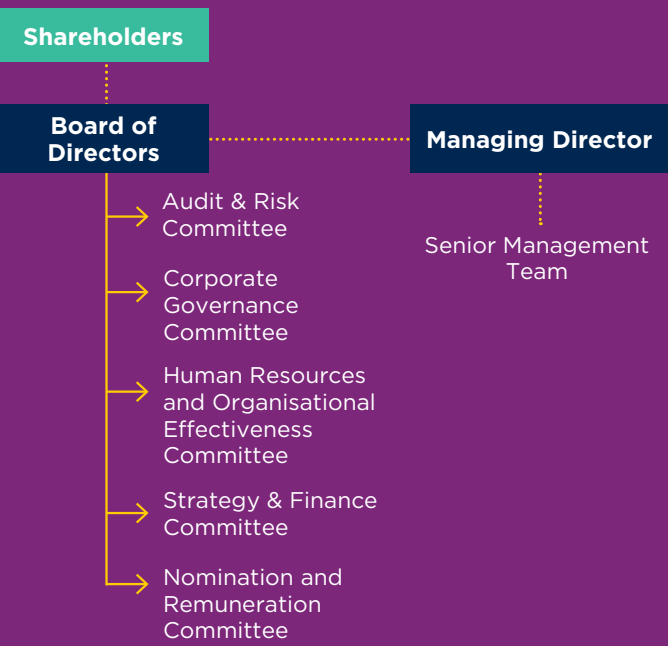 Shareholders
Board of
Directors
Managing Director
Audit & Risk
Committee
Senior Management
Team
Corporate
Governance
Committee
Human Resources
and Organisational
Effectiveness
Committee
Strategy & Finance
Committee
Nomination and
Remuneration
Committee